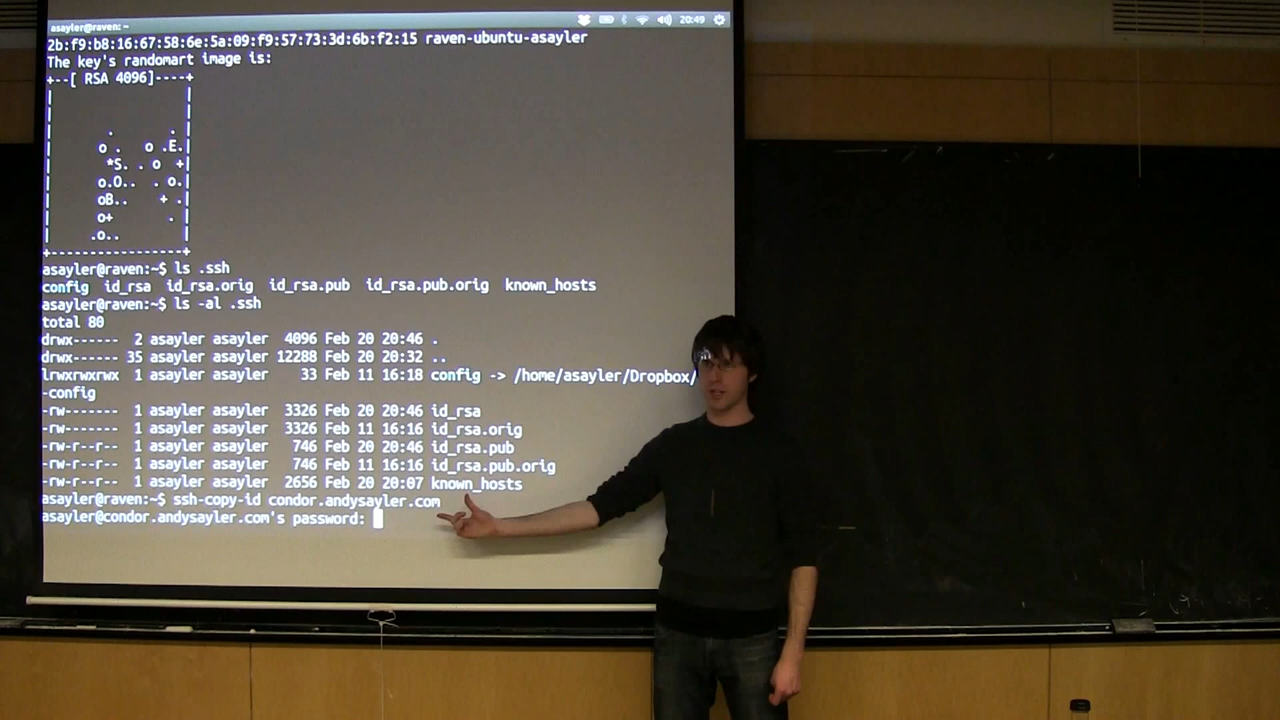 asayler@raven: ~
20:49
2b:f9:b8:16:67:58:6e:5a:09:f9:57:73:3d:6b:f2:15 raven-ubuntu-asayler
The key's randomart image is:
+--[ RSA 4096]----+
|                 |
|                 |
|       .      .  |
|      o .   o .E.|
|       *S. . o  +|
|      o.O..  . o.|
|      oB..    + .|
|      o+       . |
|     .o..        |
+-----------------+
asayler@raven:~$ ls .ssh
config  id_rsa  id_rsa.orig  id_rsa.pub  id_rsa.pub.orig  known_hosts
asayler@raven:~$ ls -al .ssh
total 80
drwx------  2 asayler asayler  4096 Feb 20 20:46 .
drwx------ 35 asayler asayler 12288 Feb 20 20:32 ..
lrwxrwxrwx  1 asayler asayler    33 Feb 11 16:18 config -> /home/asayler/Dropbox/
-config
-rw-------  1 asayler asayler  3326 Feb 20 20:46 id_rsa
-rw-------  1 asayler asayler  3326 Feb 11 16:16 id_rsa.orig
-rw-r--r--  1 asayler asayler   746 Feb 20 20:46 id_rsa.pub
-rw-r--r--  1 asayler asayler   746 Feb 11 16:16 id_rsa.pub.orig
-rw-r--r--  1 asayler asayler  2656 Feb 20 20:07 known_hosts
asayler@raven:~$ ssh-copy-id condor.andysayler.com
asayler@condor.andysayler.com's password: